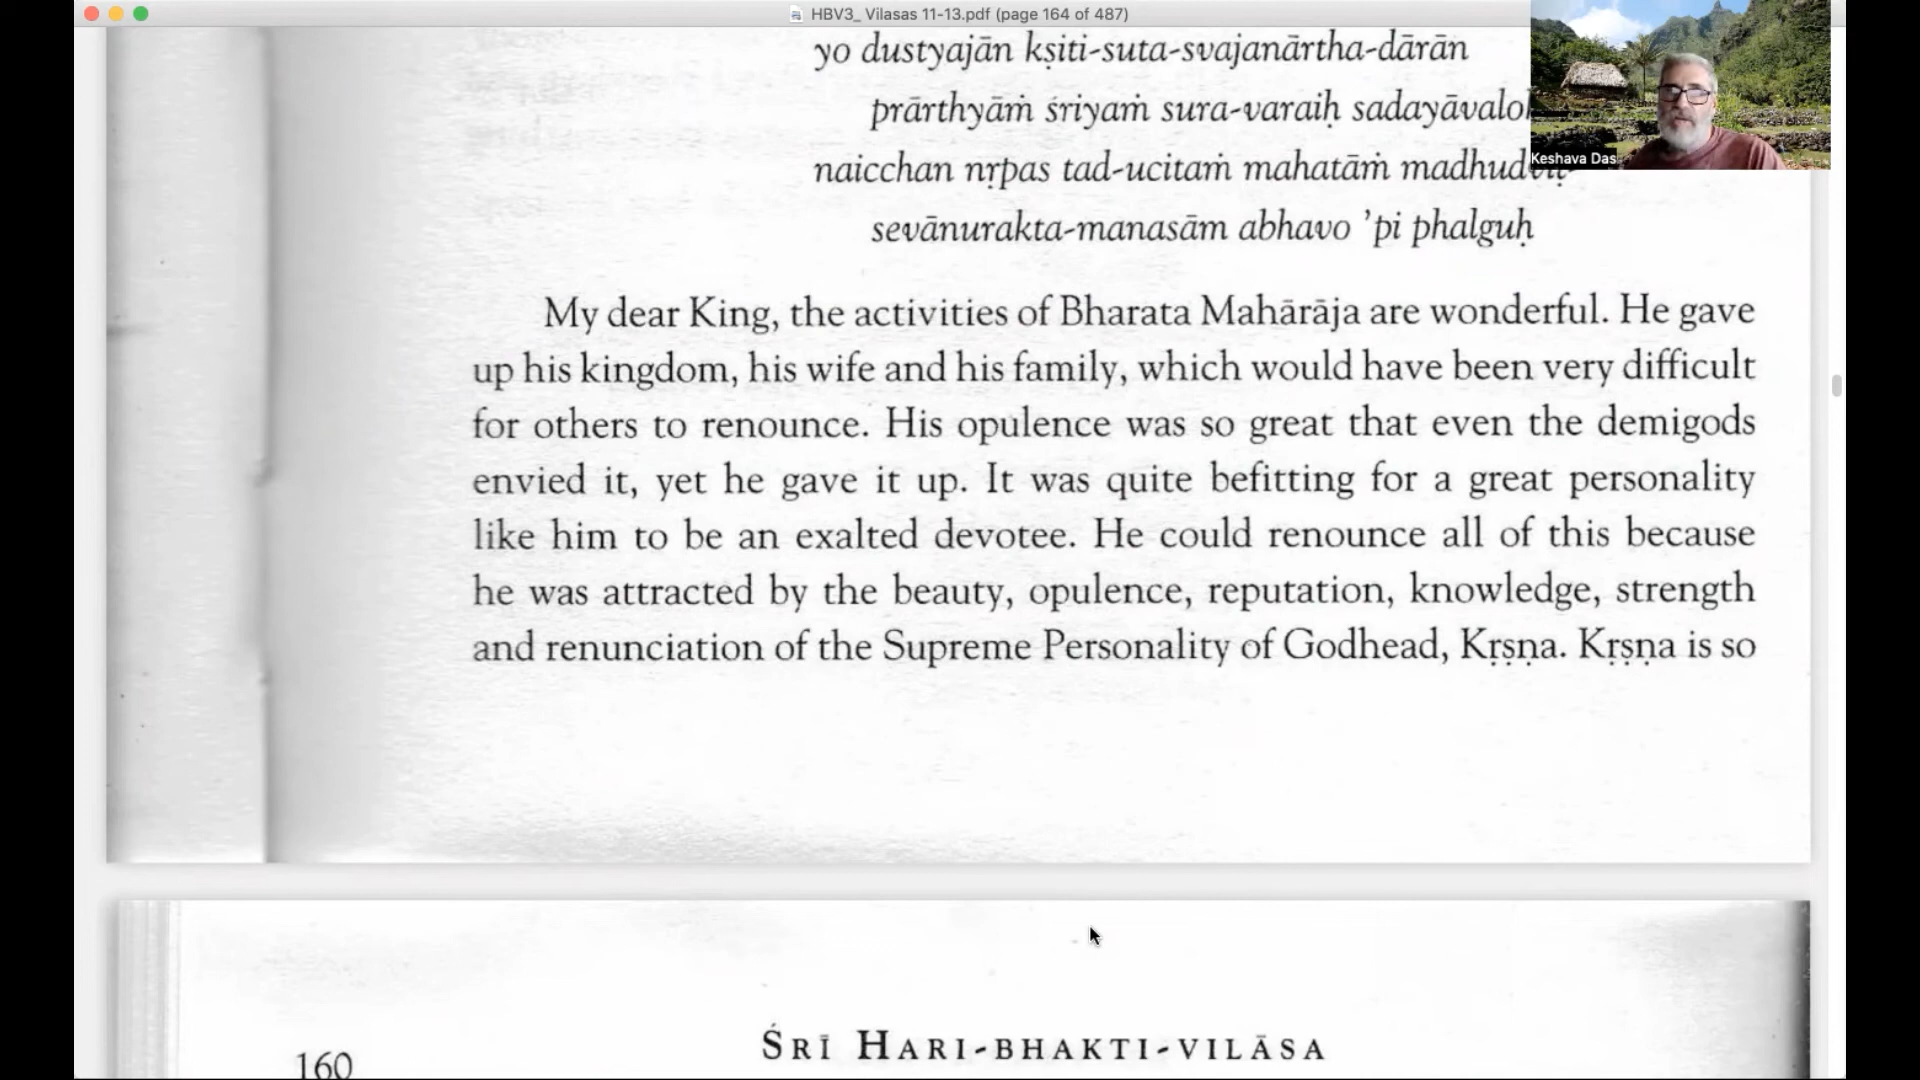 HBV3_ Vilasas 11-13.pdf (page 164 of 487)
yo dustyajān kṣiti-suta-svajanārtha-dārān
prārthyāṁ śriyaṁ sura-varaiḥ
naicchan nṛpas tad-ucitaṁ mahatāṁ
Keshava Das
sevānurakta-manasām abhavo ’pi phalguḥ
My dear King, the activities of Bharata Mahārāja are wonderful. He gave
up his kingdom, his wife and his family, which would have been very difficult
for others to renounce. His opulence was so great that even the demigods
envied it, yet he gave it up. It was quite befitting for a great personality
like him to be an exalted devotee. He could renounce all of this because
he was attracted by the beauty, opulence, reputation, knowledge, strength
and renunciation of the Supreme Personality of Godhead, Kṛṣṇa. Kṛṣṇa is so
160
ŚRĪ HARI-BHAKTI-VILĀSA